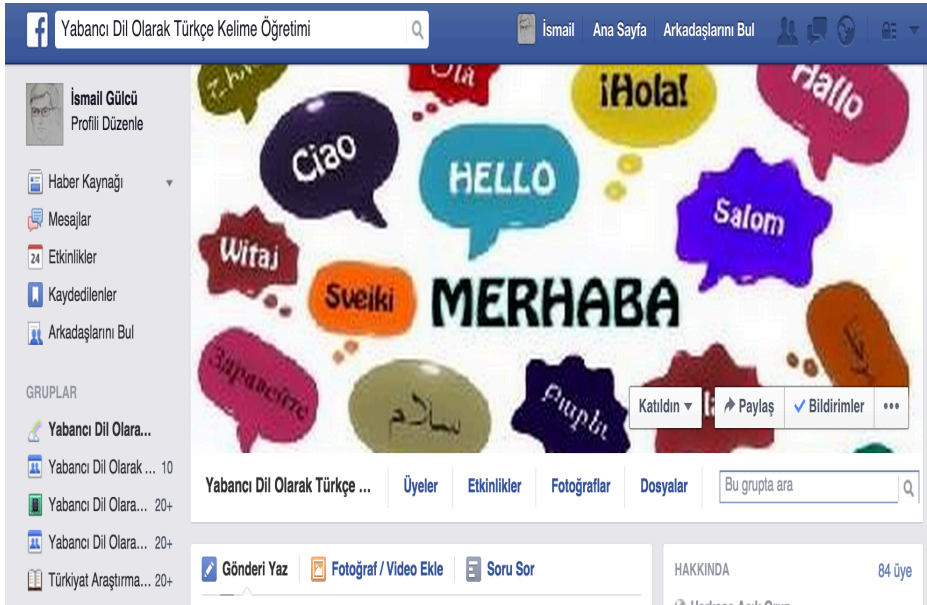 f Yabancı Dil Olarak Türkçe Kelime Öğretimi
İsmail Ana Sayfa Arkadaşlarını Bul
İsmail Gülcü
Profili Düzenle
Haber Kaynağı
Mesajlar
24 Etkinlikler
Kaydedilenler
Arkadaşlarını Bul
GRUPLAR
Yabancı Dil Olara...
Yabancı Dil Olarak ... 10
Yabancı Dil Olara... 20+
Yabancı Dil Olara... 20+
Türkiyat Araştırma... 20+
Olá
¡Hola!
Hallo
Ciao
HELLO
Salom
Witaj
Sveiki
MERHABA
Здравейте
سلام
Katıldın
Paylaş
Bildirimler
Yabancı Dil Olarak Türkçe ... Üyeler Etkinlikler Fotoğraflar Dosyalar Bu grupta ara
Gönderi Yaz Fotoğraf / Video Ekle Soru Sor
HAKKINDA 84 üye